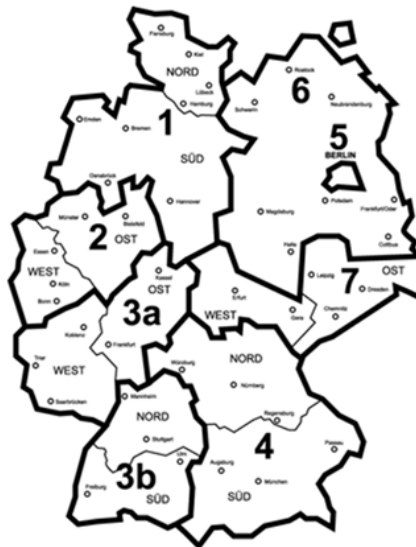 Flensburg
Kiel
NORD
Lübeck
Hamburg
Rostock
6
Schwerin
Neubrandenburg
Emden
Bremen
1
5
BERLIN
SÜD
Osnabrück
Hannover
Potsdam
Frankfurt/Oder
Magdeburg
Münster
Bielefeld
2
OST
Cottbus
Essen
WEST
Köln
Bonn
Halle
Leipzig
7
OST
Dresden
Kassel
OST
3a
Erfurt
WEST
Gera
Chemnitz
Koblenz
Frankfurt
Trier
WEST
Saarbrücken
Würzburg
NORD
Nürnberg
Mannheim
NORD
Stuttgart
Regensburg
4
Ulm
Passau
3b
Augsburg
München
Freiburg
SÜD
SÜD